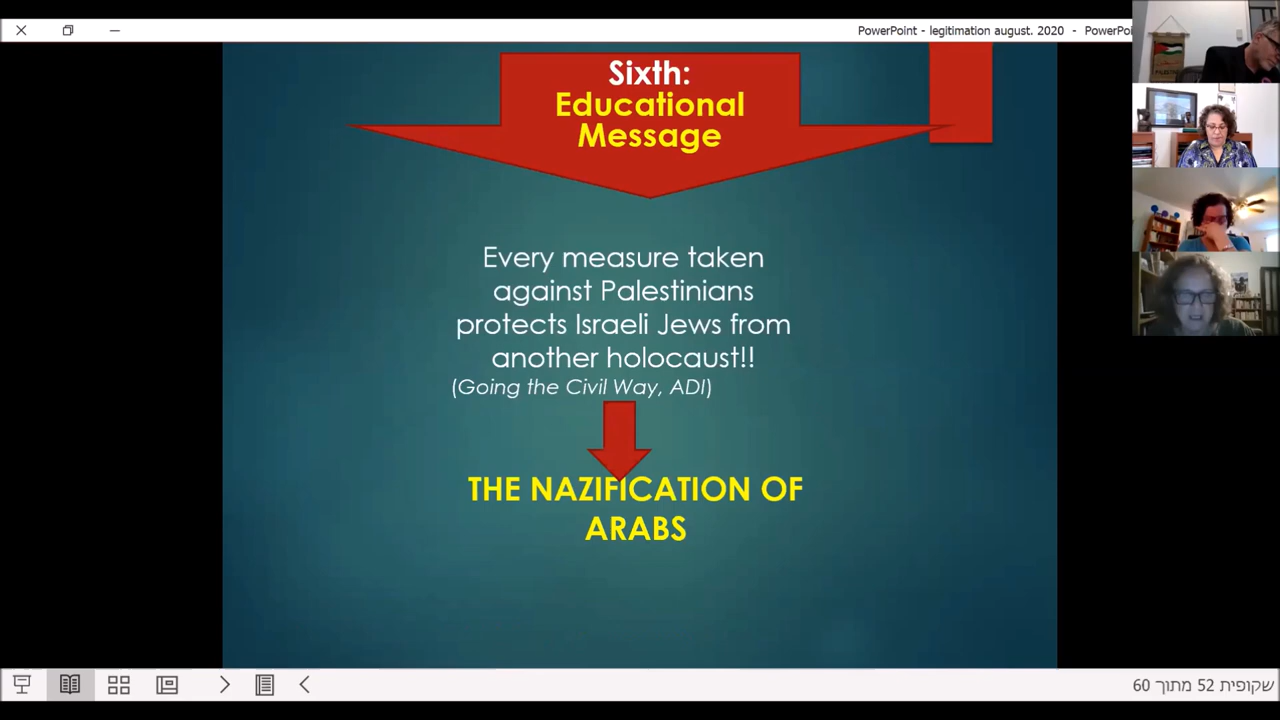 PowerPoint - legitimation august. 2020 - PowerPoi
Sixth:
Educational
Message
Every measure taken
against Palestinians
protects Israeli Jews from
another holocaust!!
(Going the Civil Way, ADI)
THE NAZIFICATION OF
ARABS
שקופית 52 מתוך 60